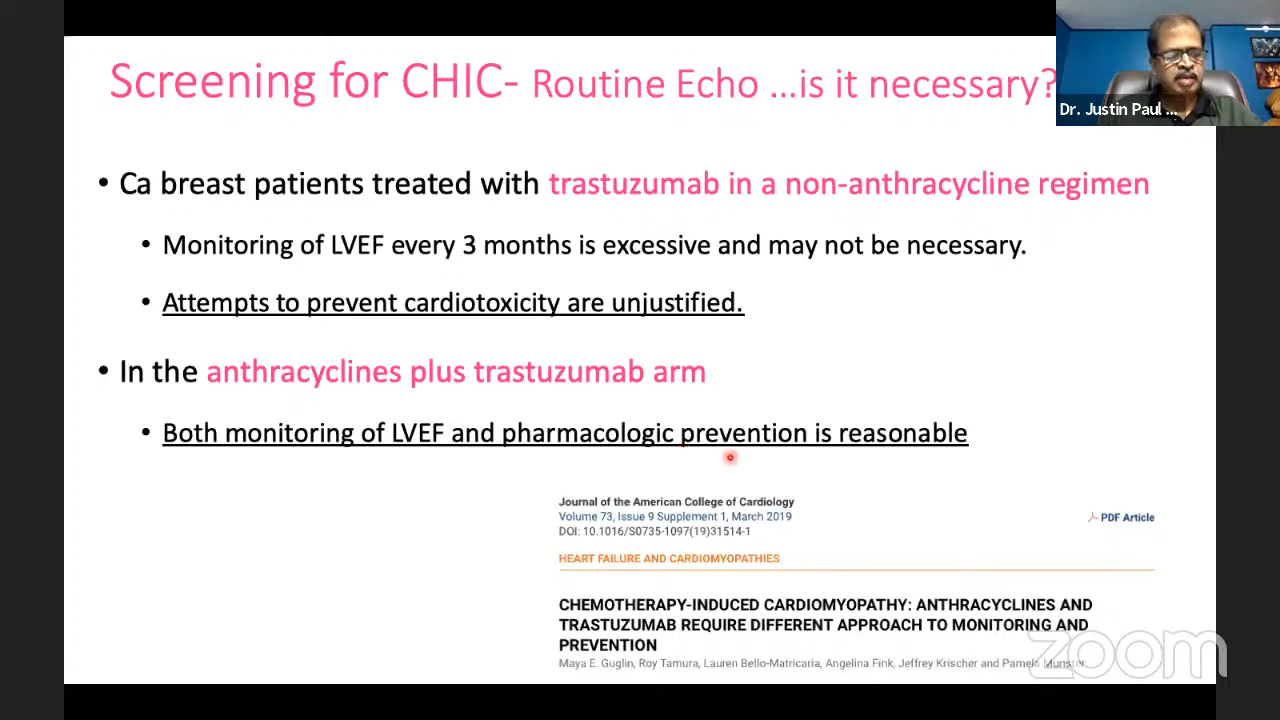 Screening for CHIC- Routine Echo ...is it necessary?
Dr. Justin Paul ...
• Ca breast patients treated with trastuzumab in a non-anthracycline regimen
• Monitoring of LVEF every 3 months is excessive and may not be necessary.
• Attempts to prevent cardiotoxicity are unjustified.
• In the anthracyclines plus trastuzumab arm
• Both monitoring of LVEF and pharmacologic prevention is reasonable
Journal of the American College of Cardiology
Volume 73, Issue 9 Supplement 1, March 2019
PDF Article
DOI: 10.1016/S0735-1097(19)31514-1
HEART FAILURE AND CARDIOMYOPATHIES
CHEMOTHERAPY-INDUCED CARDIOMYOPATHY: ANTHRACYCLINES AND
TRASTUZUMAB REQUIRE DIFFERENT APPROACH TO MONITORING AND
PREVENTION
Maya E. Guglin, Roy Tamura, Lauren Bello-Matricaria, Angelina Fink, Jeffrey Krischer and Pamela Munster
zoom